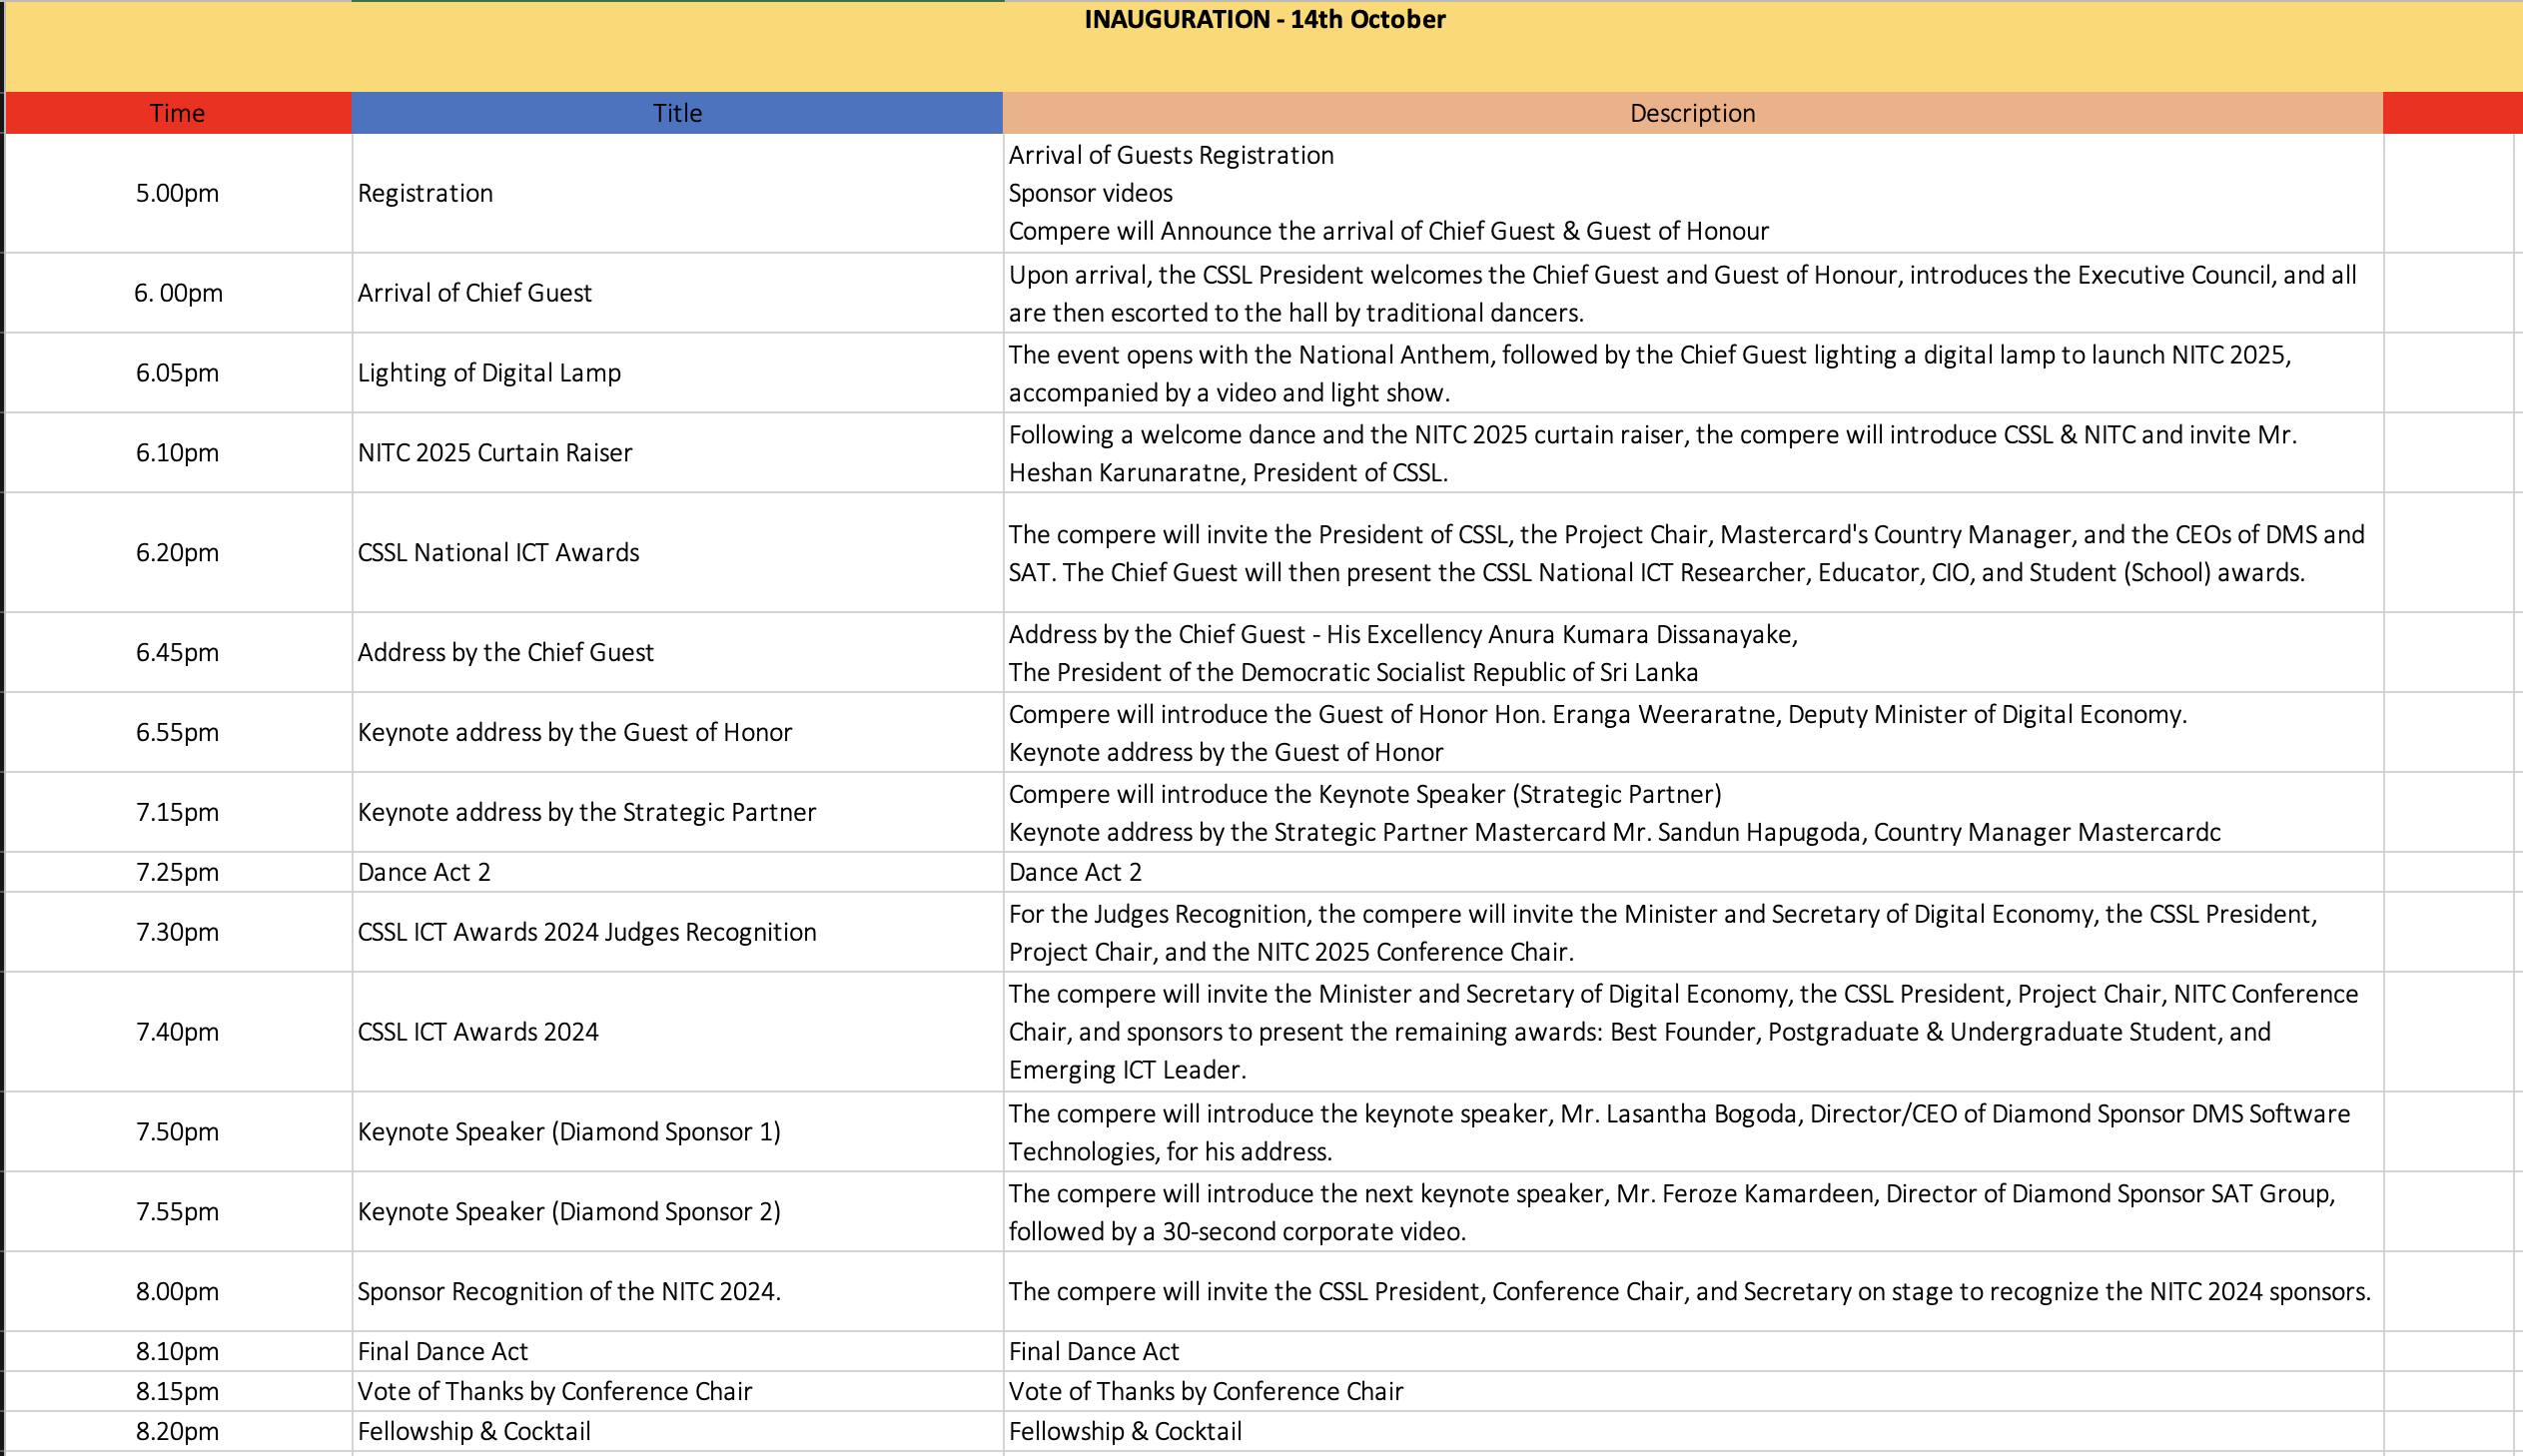 INAUGURATION - 14th October
Time Title Description
5.00pm Registration Arrival of Guests Registration
Sponsor videos
Compere will Announce the arrival of Chief Guest & Guest of Honour
6. 00pm Arrival of Chief Guest Upon arrival, the CSSL President welcomes the Chief Guest and Guest of Honour, introduces the Executive Council, and all
are then escorted to the hall by traditional dancers.
6.05pm Lighting of Digital Lamp The event opens with the National Anthem, followed by the Chief Guest lighting a digital lamp to launch NITC 2025,
accompanied by a video and light show.
6.10pm NITC 2025 Curtain Raiser Following a welcome dance and the NITC 2025 curtain raiser, the compere will introduce CSSL & NITC and invite Mr.
Heshan Karunaratne, President of CSSL.
6.20pm CSSL National ICT Awards The compere will invite the President of CSSL, the Project Chair, Mastercard's Country Manager, and the CEOs of DMS and
SAT. The Chief Guest will then present the CSSL National ICT Researcher, Educator, CIO, and Student (School) awards.
6.45pm Address by the Chief Guest Address by the Chief Guest - His Excellency Anura Kumara Dissanayake,
The President of the Democratic Socialist Republic of Sri Lanka
6.55pm Keynote address by the Guest of Honor Compere will introduce the Guest of Honor Hon. Eranga Weeraratne, Deputy Minister of Digital Economy.
Keynote address by the Guest of Honor
7.15pm Keynote address by the Strategic Partner Compere will introduce the Keynote Speaker (Strategic Partner)
Keynote address by the Strategic Partner Mastercard Mr. Sandun Hapugoda, Country Manager Mastercardc
7.25pm Dance Act 2 Dance Act 2
7.30pm CSSL ICT Awards 2024 Judges Recognition For the Judges Recognition, the compere will invite the Minister and Secretary of Digital Economy, the CSSL President,
Project Chair, and the NITC 2025 Conference Chair.
7.40pm CSSL ICT Awards 2024 The compere will invite the Minister and Secretary of Digital Economy, the CSSL President, Project Chair, NITC Conference
Chair, and sponsors to present the remaining awards: Best Founder, Postgraduate & Undergraduate Student, and
Emerging ICT Leader.
7.50pm Keynote Speaker (Diamond Sponsor 1) The compere will introduce the keynote speaker, Mr. Lasantha Bogoda, Director/CEO of Diamond Sponsor DMS Software
Technologies, for his address.
7.55pm Keynote Speaker (Diamond Sponsor 2) The compere will introduce the next keynote speaker, Mr. Feroze Kamardeen, Director of Diamond Sponsor SAT Group,
followed by a 30-second corporate video.
8.00pm Sponsor Recognition of the NITC 2024. The compere will invite the CSSL President, Conference Chair, and Secretary on stage to recognize the NITC 2024 sponsors.
8.10pm Final Dance Act Final Dance Act
8.15pm Vote of Thanks by Conference Chair Vote of Thanks by Conference Chair
8.20pm Fellowship & Cocktail Fellowship & Cocktail